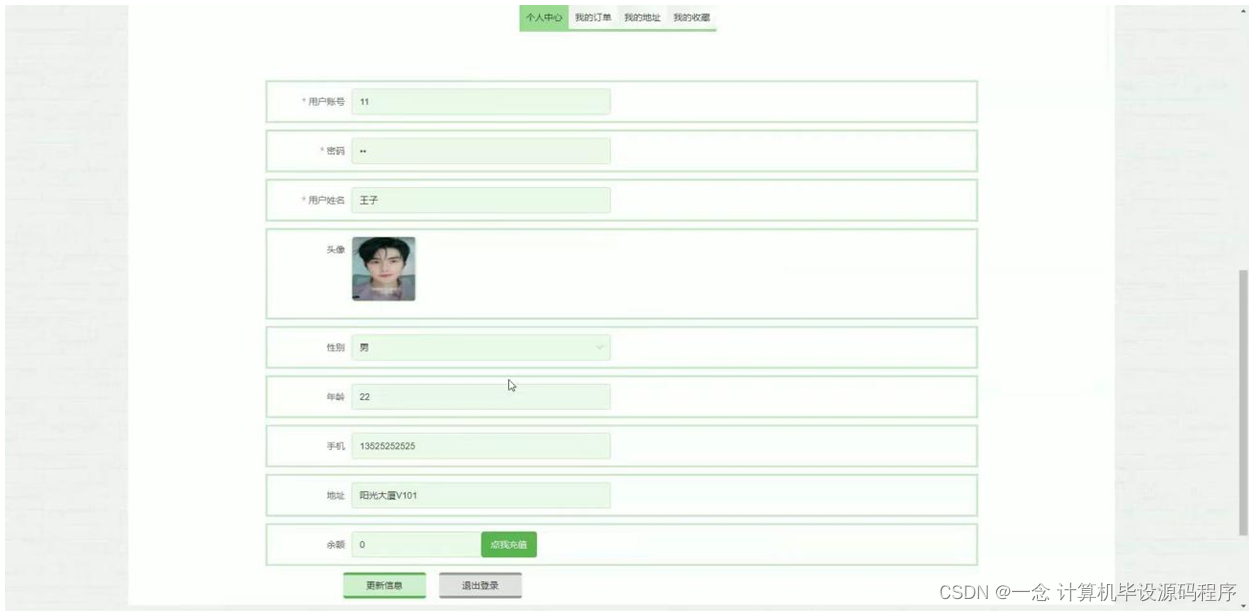 个人中心 我的订单 我的地址 我的收藏
* 用户账号 11
* 密码 ••
* 用户姓名 王子
头像
性别 男
年龄 22
手机 13525252525
地址 阳光大厦V101
余额 0 点我充值
更新信息 退出登录
CSDN @一念 计算机毕设源码程序